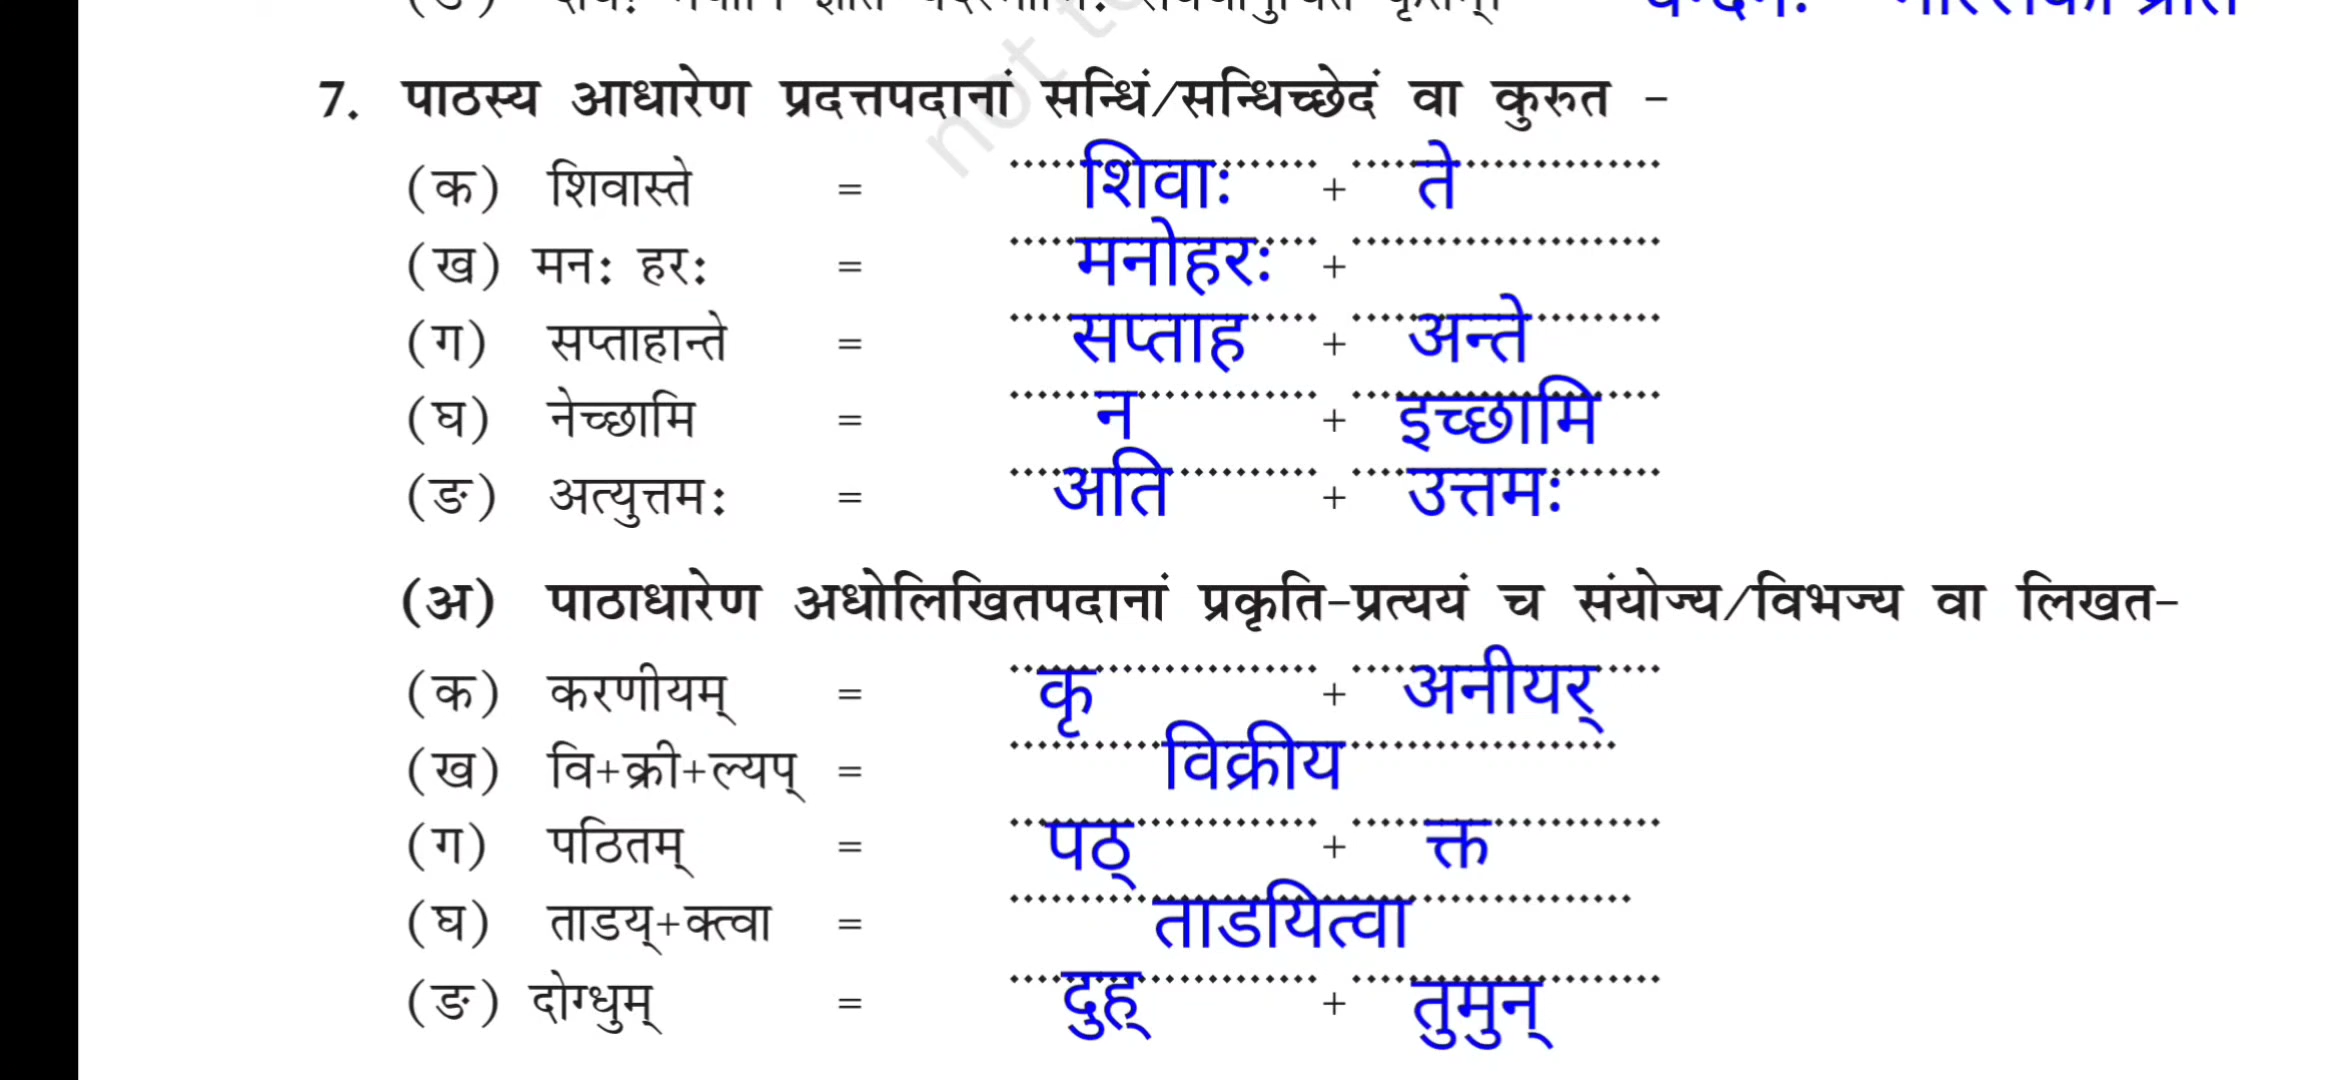 7. पाठस्य आधारेण प्रदत्तपदानां सन्धिं/सन्धिच्छेदं वा कुरुत -
(क) शिवास्ते = शिवाः + ते
(ख) मनः हरः = मनोहरः +
(ग) सप्ताहान्ते = सप्ताह + अन्ते
(घ) नेच्छामि = न + इच्छामि
(ङ) अत्युत्तमः = अति + उत्तमः
(अ) पाठाधारेण अधोलिखितपदानां प्रकृति-प्रत्ययं च संयोज्य/विभज्य वा लिखत-
(क) करणीयम् = कृ + अनीयर्
(ख) वि+क्री+ल्यप् = विक्रीय
(ग) पठितम् = पठ् + क्त
(घ) ताडय्+क्त्वा = ताडयित्वा
(ङ) दोग्धुम् = दुह् + तुमुन्